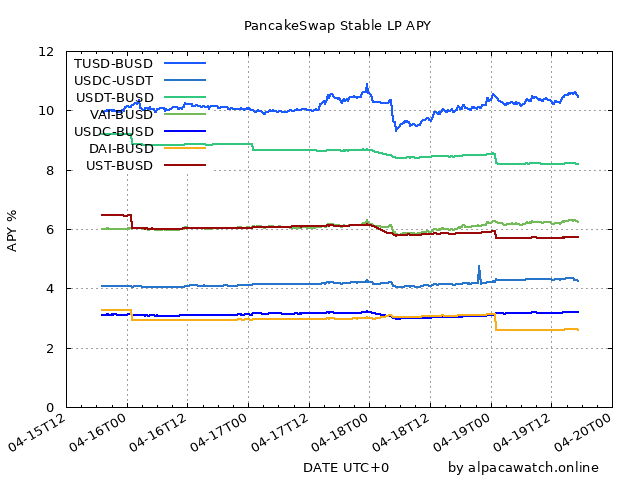 PancakeSwap Stable LP APY
12
10
8
6
4
2
0
APY %
TUSD-BUSD
USDC-USDT
USDT-BUSD
VAI-BUSD
USDC-BUSD
DAI-BUSD
UST-BUSD
04-15T12
04-16T00
04-16T12
04-17T00
04-17T12
04-18T00
04-18T12
04-19T00
04-19T12
04-20T00
DATE UTC+0
by alpacawatch.online